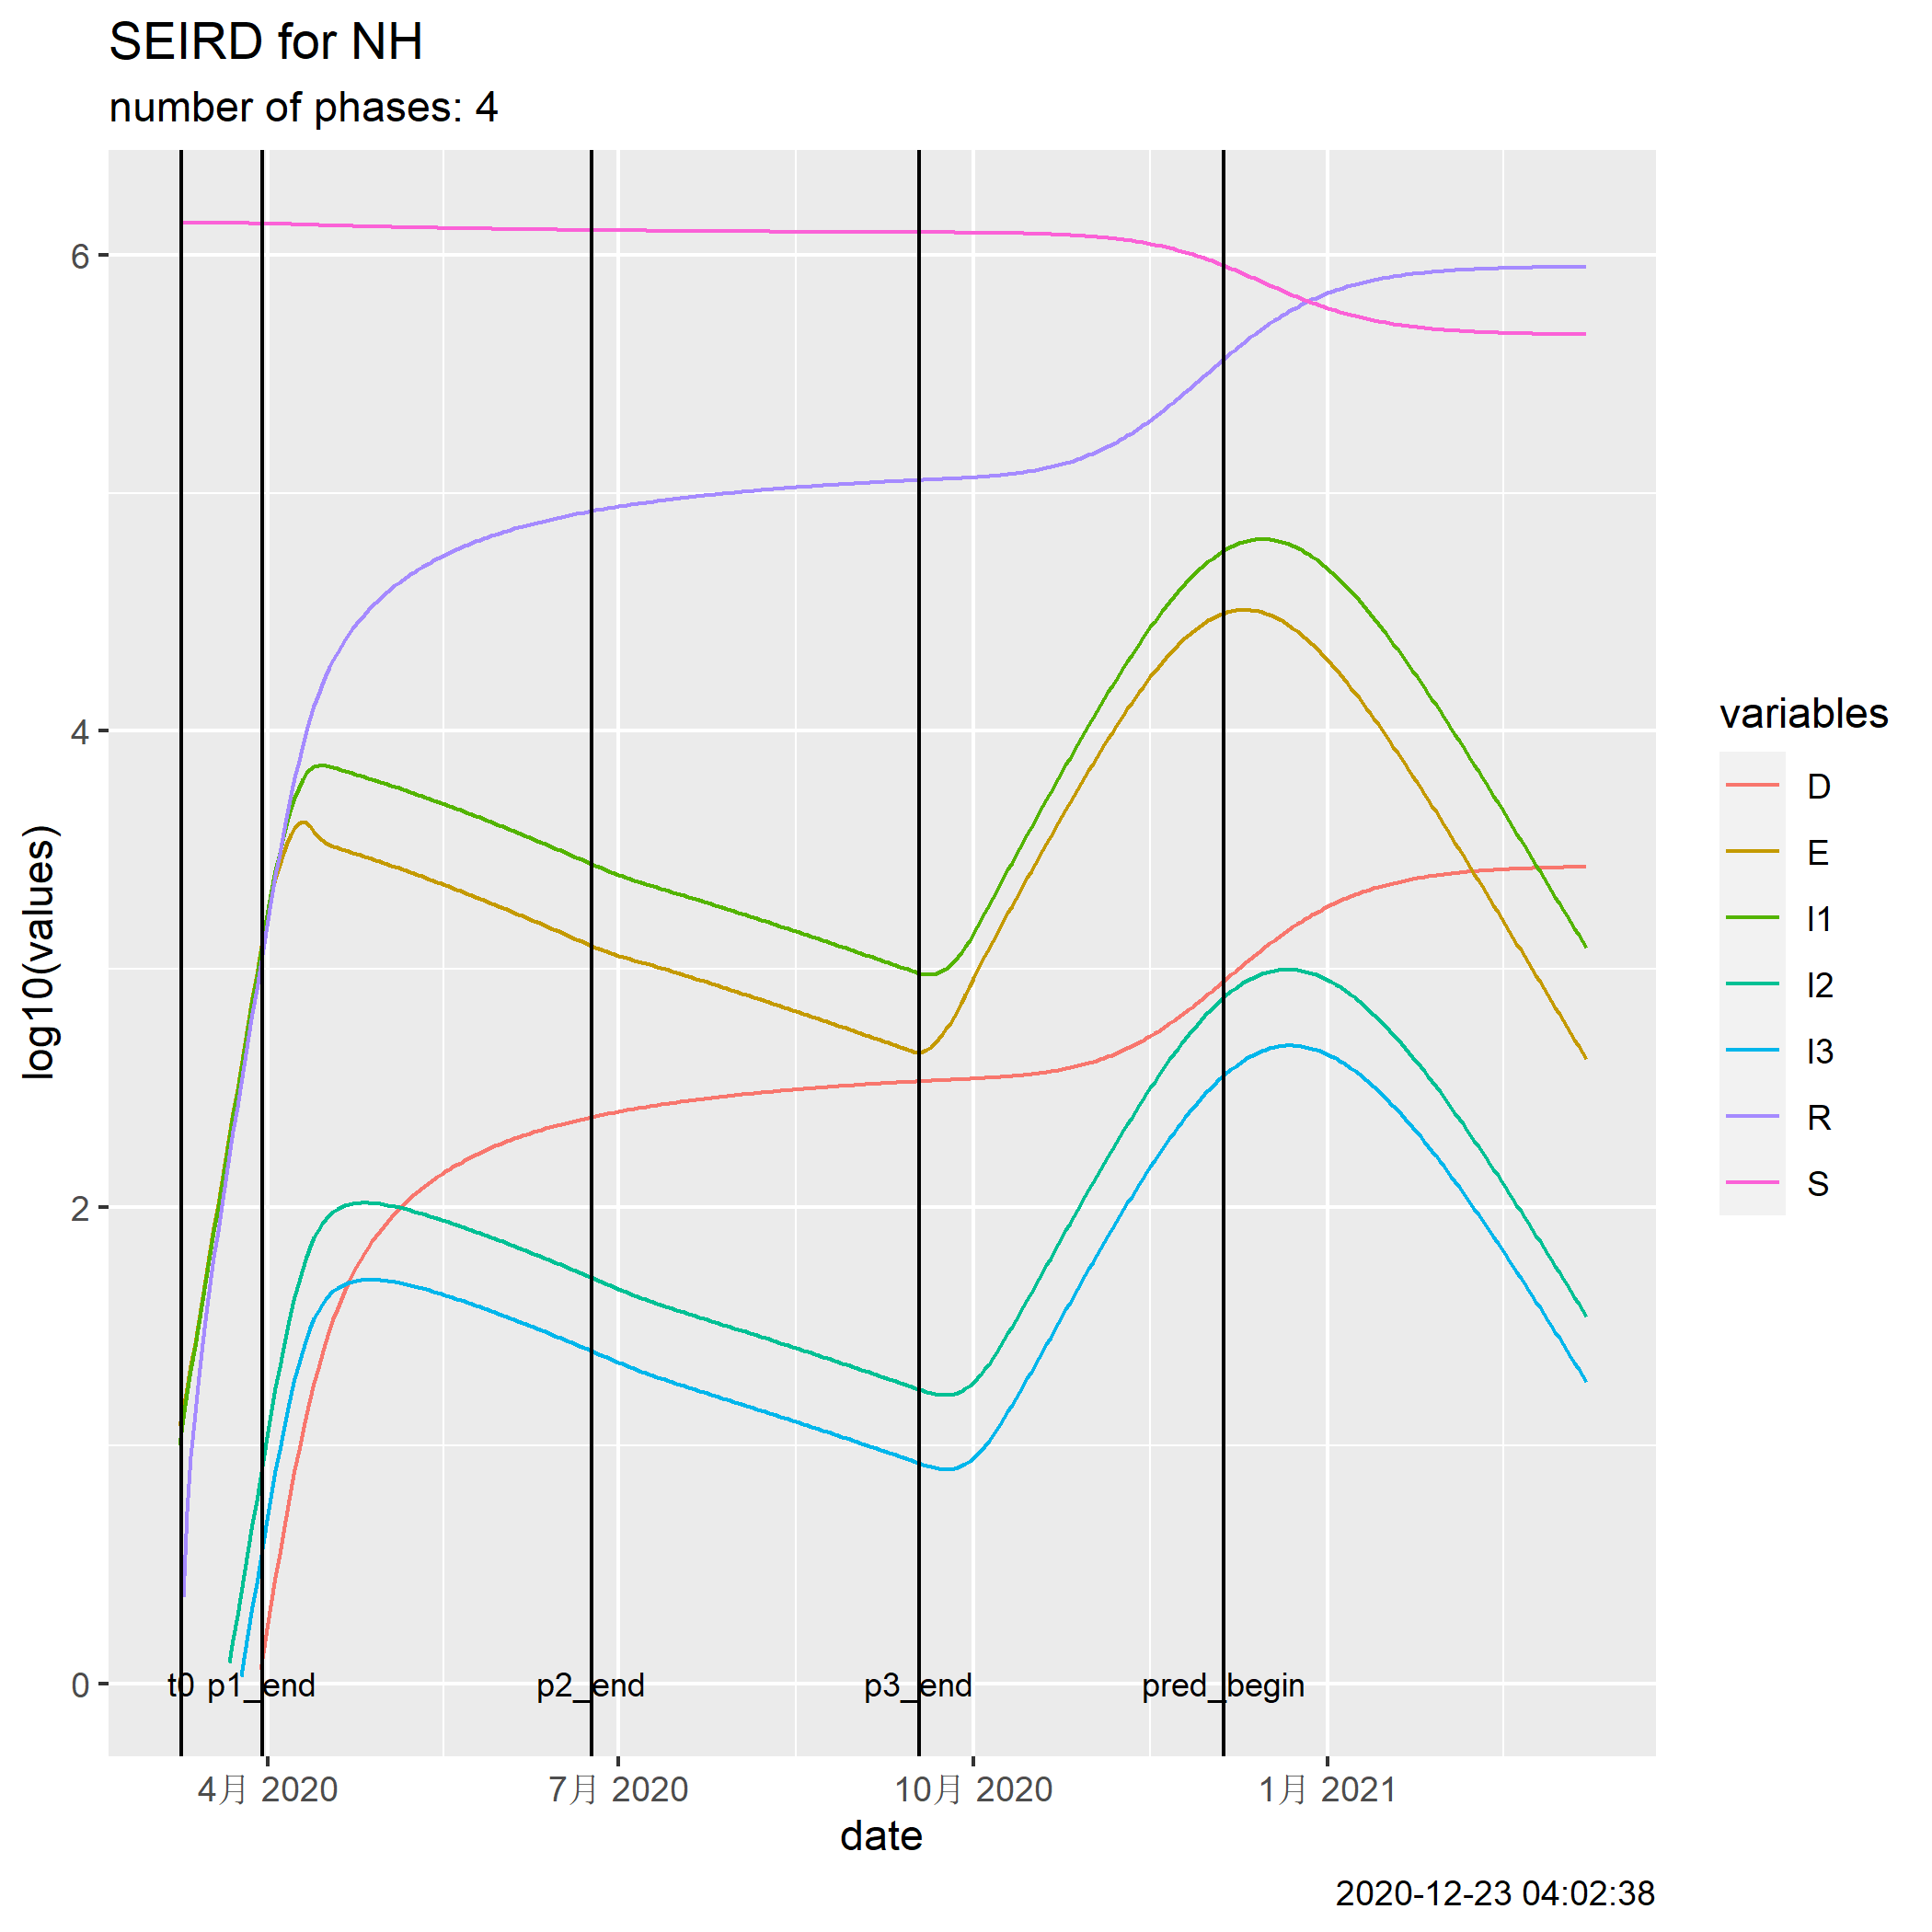 SEIRD for NH
number of phases: 4
log10(values)
6
4
2
0
t0 p1_end p2_end p3_end pred_begin
4月 2020 7月 2020 10月 2020 1月 2021
date
variables
D
E
I1
I2
I3
R
S
2020-12-23 04:02:38